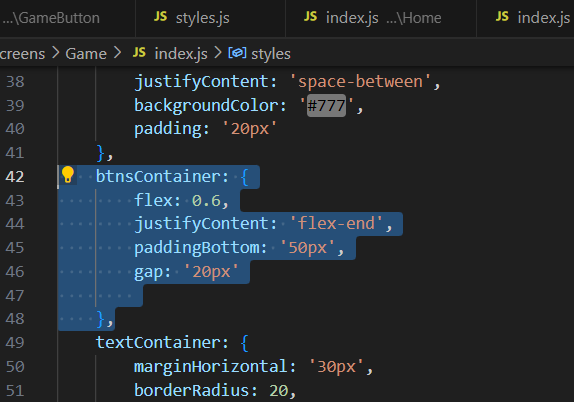 ...\GameButton JS styles.js JS index.js ...\Home JS index.js
creens > Game > JS index.js > styles
38 justifyContent: 'space-between',
39 backgroundColor: '#777',
40 padding: '20px'
41 },
42 btnsContainer: {
43 flex: 0.6,
44 justifyContent: 'flex-end',
45 paddingBottom: '50px',
46 gap: '20px'
47
48 },
49 textContainer: {
50 marginHorizontal: '30px',
51 borderRadius: 20,